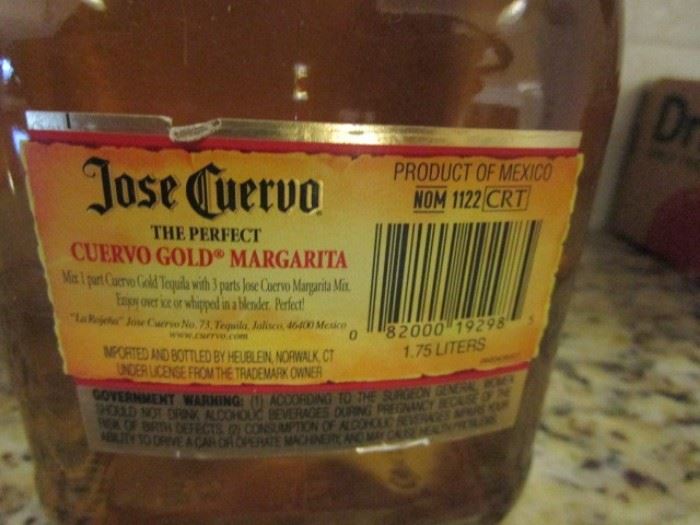 Jose Cuervo
THE PERFECT
CUERVO GOLD® MARGARITA
Mix 1 part Cuervo Gold Tequila with 3 parts Jose Cuervo Margarita Mix.
Enjoy over ice or whipped in a blender. Perfect!
"La Rojeña" Jose Cuervo No. 73, Tequila, Jalisco, 46400 Mexico
www.cuervo.com
IMPORTED AND BOTTLED BY HEUBLEIN, NORWALK, CT
UNDER LICENSE FROM THE TRADEMARK OWNER
PRODUCT OF MEXICO
NOM 1122 CRT
0 82000 19298 5
1.75 LITERS
GOVERNMENT WARNING: (1) ACCORDING TO THE SURGEON GENERAL, WOMEN
SHOULD NOT DRINK ALCOHOLIC BEVERAGES DURING PREGNANCY BECAUSE OF THE
RISK OF BIRTH DEFECTS. (2) CONSUMPTION OF ALCOHOLIC BEVERAGES IMPAIRS YOUR
ABILITY TO DRIVE A CAR OR OPERATE MACHINERY, AND MAY CAUSE HEALTH PROBLEMS.